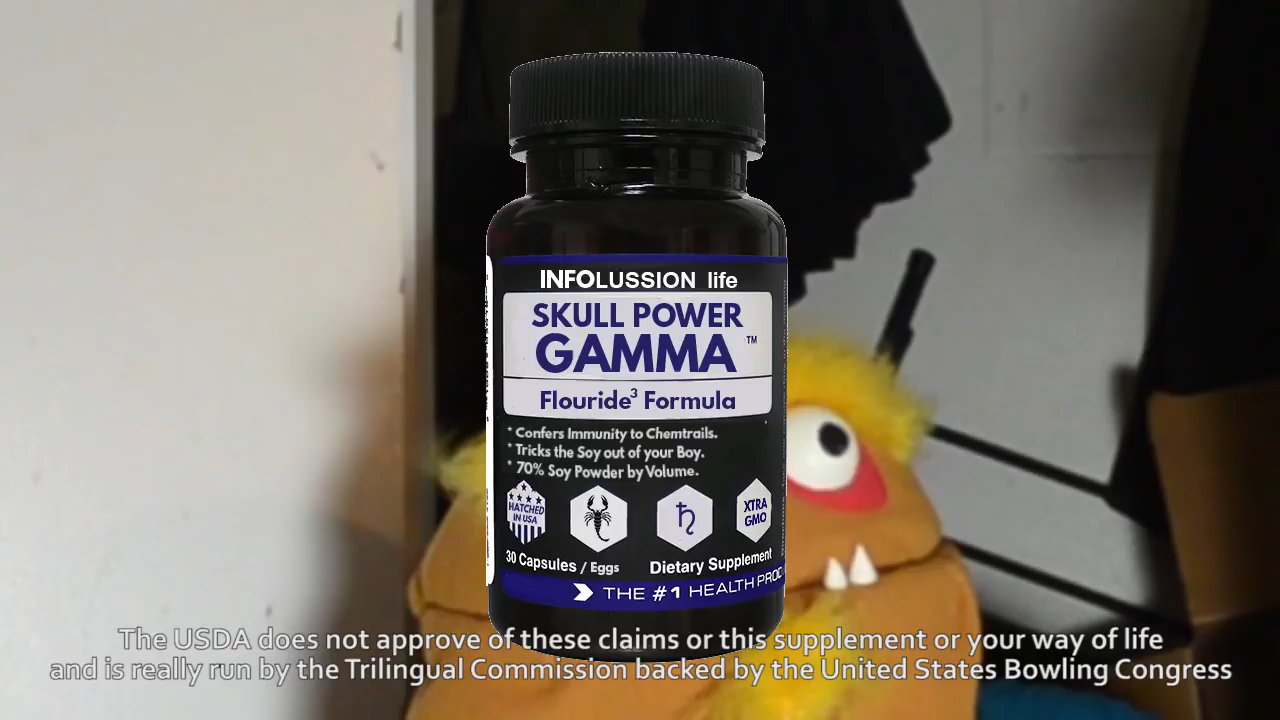 INFOLUSSION life
SKULL POWER
GAMMA ™
Flouride³ Formula
* Confers Immunity to Chemtrails.
* Tricks the Soy out of your Boy.
* 70% Soy Powder by Volume.
HATCHED
IN USA
XTRA
GMO
30 Capsules / Eggs
Dietary Supplement
THE #1 HEALTH PROD
The USDA does not approve of these claims or this supplement or your way of life
and is really run by the Trilingual Commission backed by the United States Bowling Congress